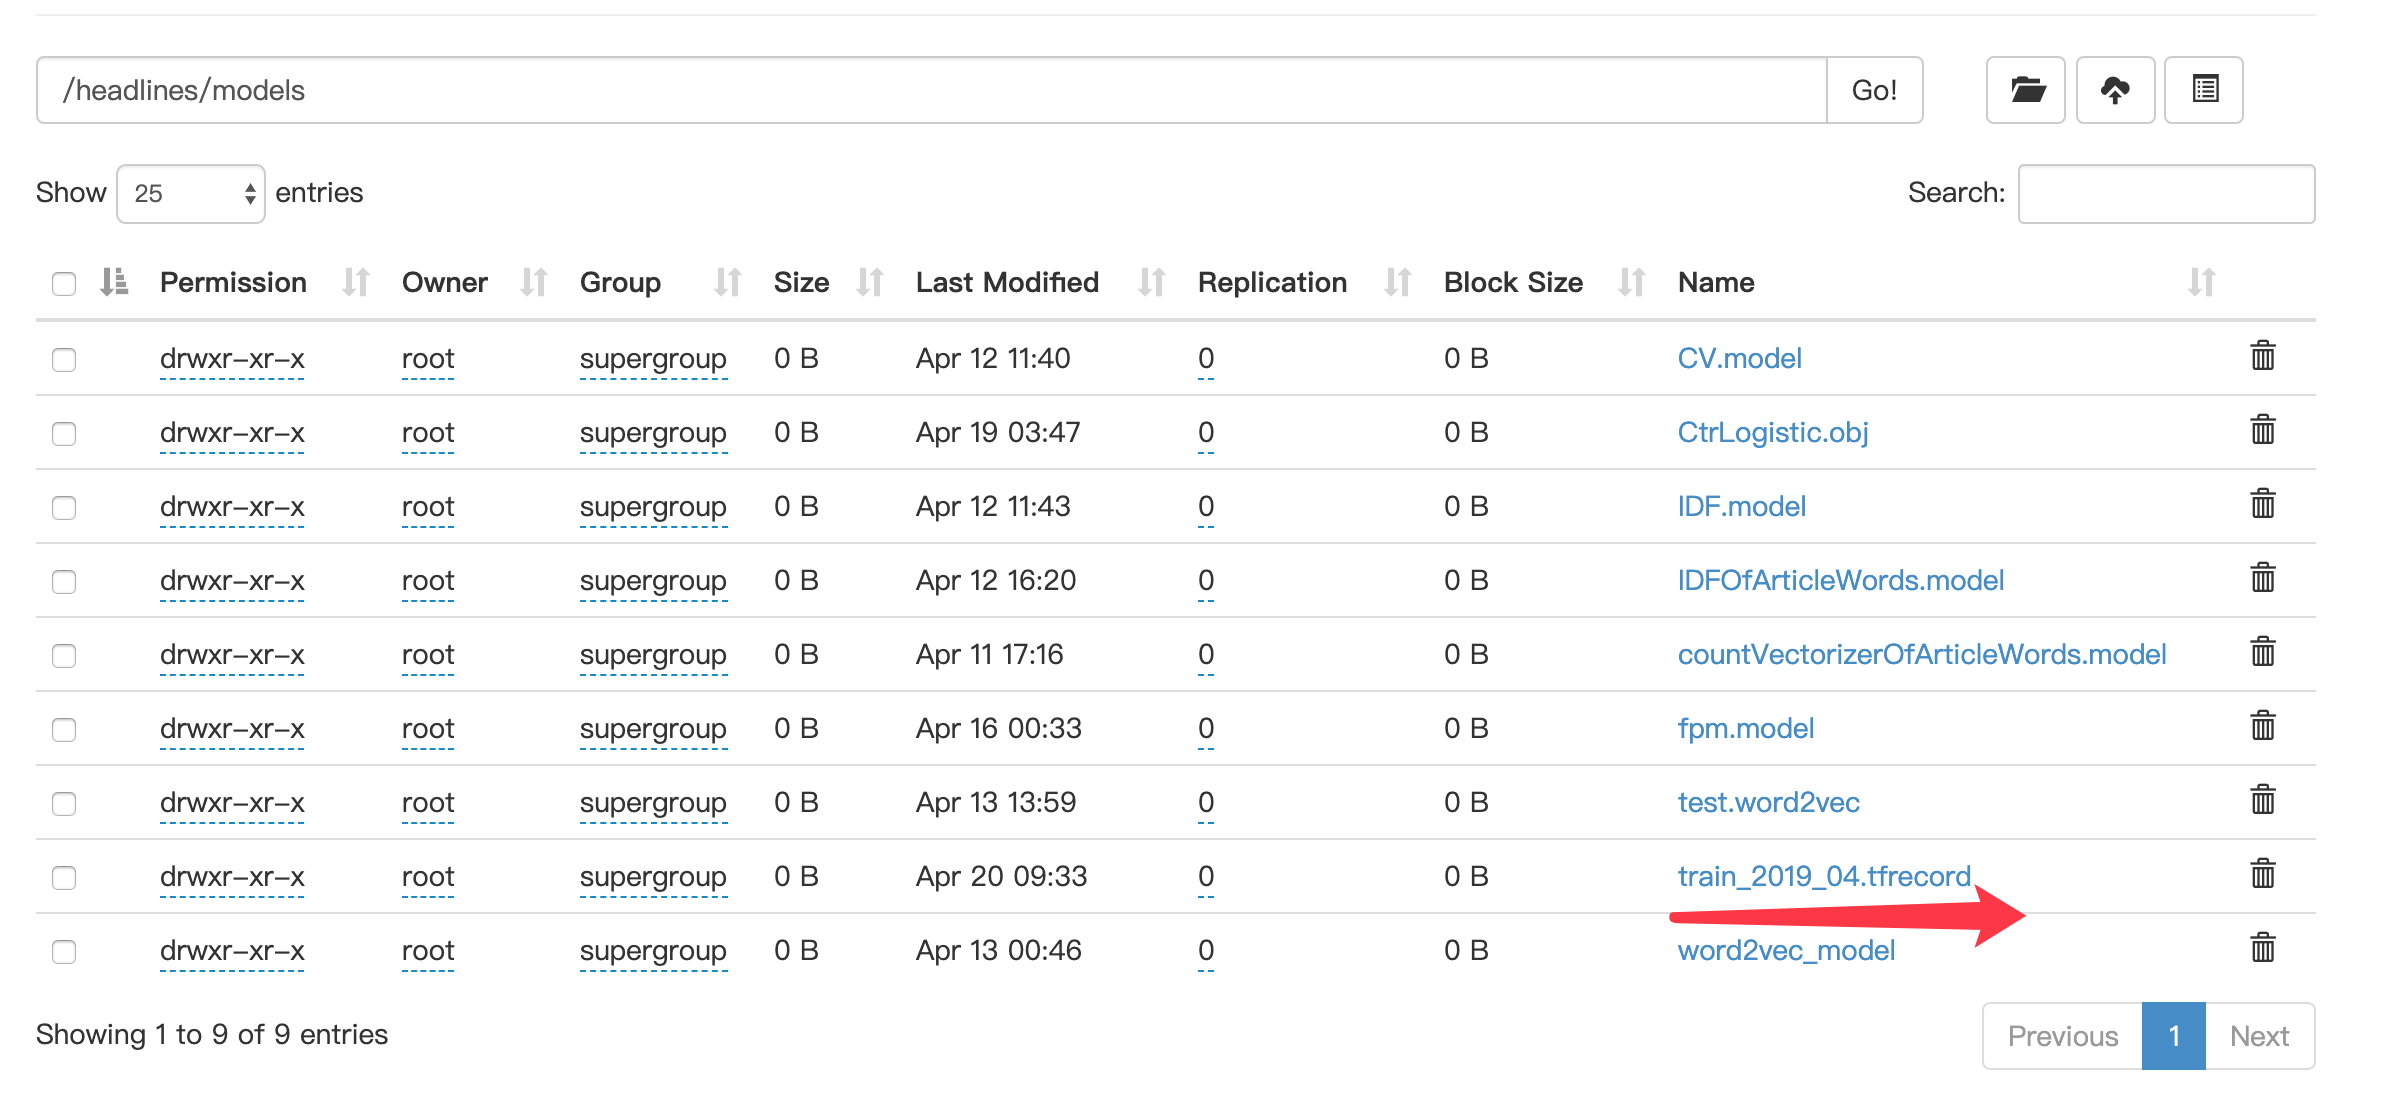 /headlines/models Go!
Show 25 entries Search:
Permission Owner Group Size Last Modified Replication Block Size Name
drwxr-xr-x root supergroup 0 B Apr 12 11:40 0 0 B CV.model
drwxr-xr-x root supergroup 0 B Apr 19 03:47 0 0 B CtrLogistic.obj
drwxr-xr-x root supergroup 0 B Apr 12 11:43 0 0 B IDF.model
drwxr-xr-x root supergroup 0 B Apr 12 16:20 0 0 B IDFOfArticleWords.model
drwxr-xr-x root supergroup 0 B Apr 11 17:16 0 0 B countVectorizerOfArticleWords.model
drwxr-xr-x root supergroup 0 B Apr 16 00:33 0 0 B fpm.model
drwxr-xr-x root supergroup 0 B Apr 13 13:59 0 0 B test.word2vec
drwxr-xr-x root supergroup 0 B Apr 20 09:33 0 0 B train_2019_04.tfrecord
drwxr-xr-x root supergroup 0 B Apr 13 00:46 0 0 B word2vec_model
Showing 1 to 9 of 9 entries Previous 1 Next